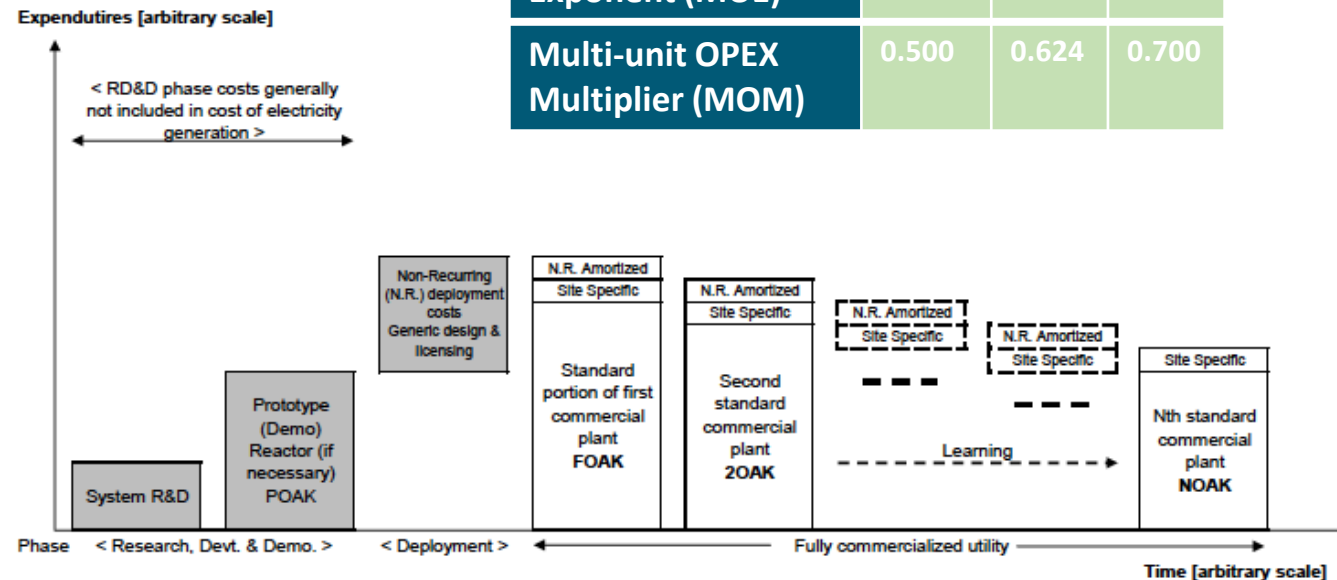 Expendutires [arbitrary scale]
Exponent (MOE)
Multi-unit OPEX 0.500 0.624 0.700
Multiplier (MOM)
< RD&D phase costs generally
not included in cost of electricity
generation >
Non-Recurring
(N.R.) deployment
costs
Generic design &
licensing
N.R. Amortized
Site Specific
Standard
portion of first
commercial
plant
FOAK
N.R. Amortized
Site Specific
Second
standard
commercial
plant
2OAK
N.R. Amortized
Site Specific
N.R. Amortized
Site Specific
Learning
Site Specific
Nth standard
commercial
plant
NOAK
Prototype
(Demo)
Reactor (if
necessary)
POAK
System R&D
Phase < Research, Devt. & Demo. > < Deployment > Fully commercialized utility
Time [arbitrary scale]